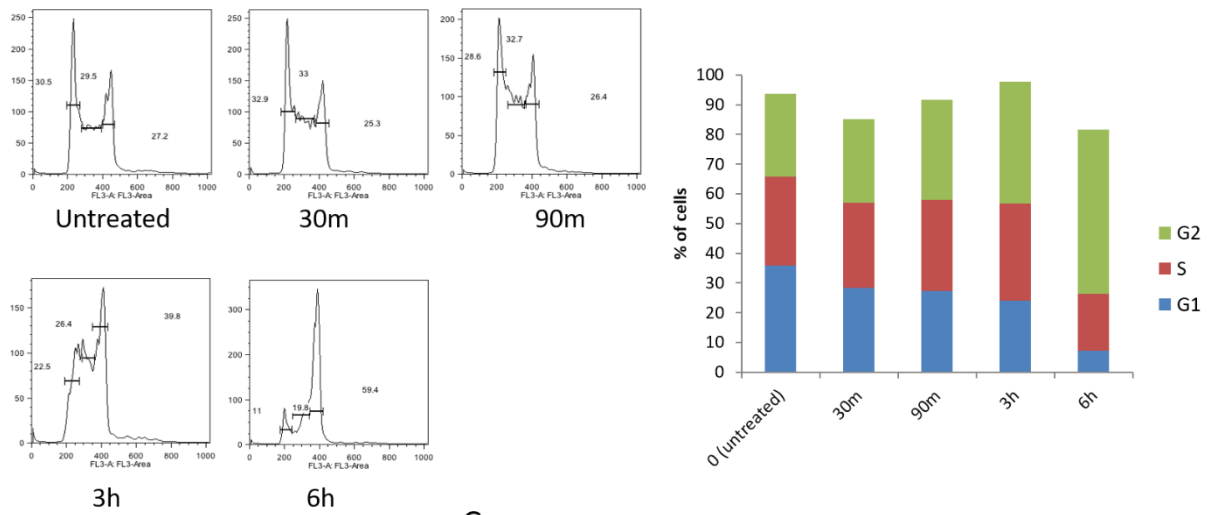 250
200
150
100
50
0
30.5
29.5
27.2
0 200 400 600 800 1000
FL3-A: FL3-Area
Untreated
250
200
150
100
50
0
32.9
33
25.3
0 200 400 600 800 1000
FL3-A: FL3-Area
30m
200
150
100
50
0
28.6
32.7
26.4
0 200 400 600 800 1000
FL3-A: FL3-Area
90m
150
100
50
0
22.5
26.4
39.8
0 200 400 600 800 1000
FL3-A: FL3-Area
3h
300
200
100
0
11
19.8
59.4
0 200 400 600 800 1000
FL3-A: FL3-Area
6h
% of cells
100
90
80
70
60
50
40
30
20
10
0
0 (untreated)
30m
90m
3h
6h
G2
S
G1